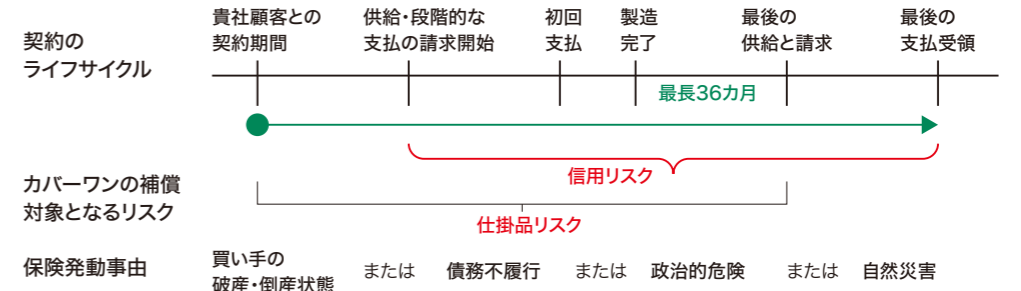 契約の
ライフサイクル
貴社顧客との
契約期間
供給・段階的な
支払の請求開始
初回
支払
製造
完了
最後の
供給と請求
最後の
支払受領
最長36カ月
カバーワンの補償
対象となるリスク
信用リスク
仕掛品リスク
保険発動事由
買い手の
破産・倒産状態
または
債務不履行
または
政治的危険
または
自然災害